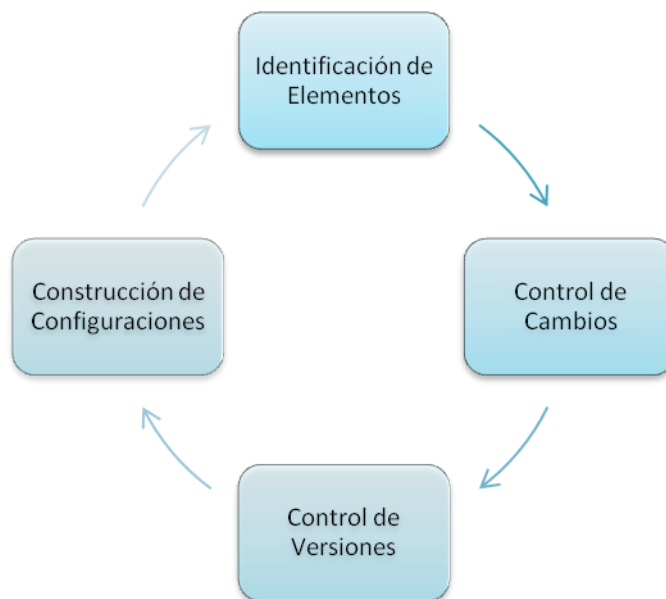 Identificación de
Elementos
Control de
Cambios
Control de
Versiones
Construcción de
Configuraciones